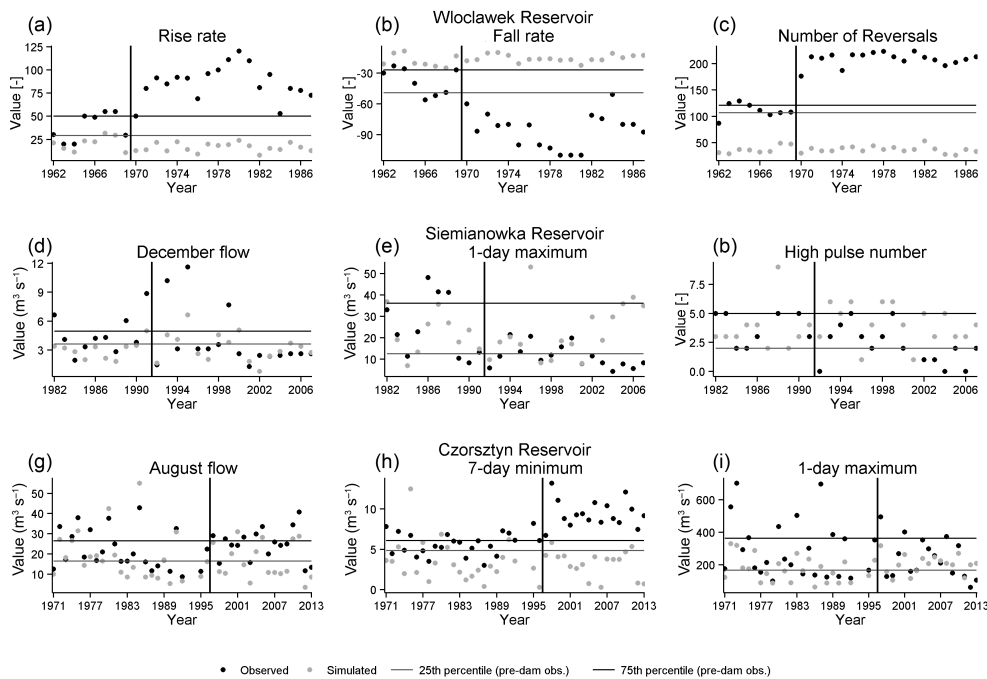 Wloclawek Reservoir
(a) Rise rate
Value [-]
125
100
75
50
25
1962 1966 1970 1974 1978 1982 1986
Year
(b) Fall rate
Value [-]
-30
-60
-90
1962 1966 1970 1974 1978 1982 1986
Year
(c) Number of Reversals
Value [-]
200
150
100
50
1962 1966 1970 1974 1978 1982 1986
Year
Siemianowka Reservoir
(d) December flow
Value (m³ s⁻¹)
12
9
6
3
1982 1986 1990 1994 1998 2002 2006
Year
(e) 1-day maximum
Value (m³ s⁻¹)
50
40
30
20
10
1982 1986 1990 1994 1998 2002 2006
Year
(b) High pulse number
Value [-]
7.5
5.0
2.5
0.0
1982 1986 1990 1994 1998 2002 2006
Year
Czorsztyn Reservoir
(g) August flow
Value (m³ s⁻¹)
50
40
30
20
10
1971 1977 1983 1989 1995 2001 2007 2013
Year
(h) 7-day minimum
Value (m³ s⁻¹)
10
5
0
1971 1977 1983 1989 1995 2001 2007 2013
Year
(i) 1-day maximum
Value (m³ s⁻¹)
600
400
200
1971 1977 1983 1989 1995 2001 2007 2013
Year
Observed Simulated 25th percentile (pre-dam obs.) 75th percentile (pre-dam obs.)